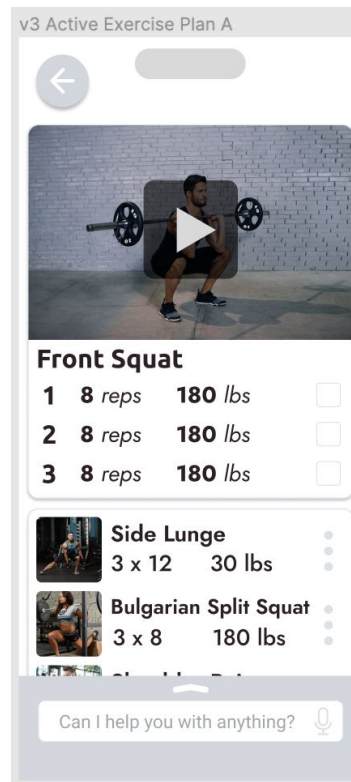 v3 Active Exercise Plan A
Front Squat
1 8 reps 180 lbs
2 8 reps 180 lbs
3 8 reps 180 lbs
Side Lunge
3 x 12 30 lbs
Bulgarian Split Squat
3 x 8 180 lbs
Can I help you with anything?